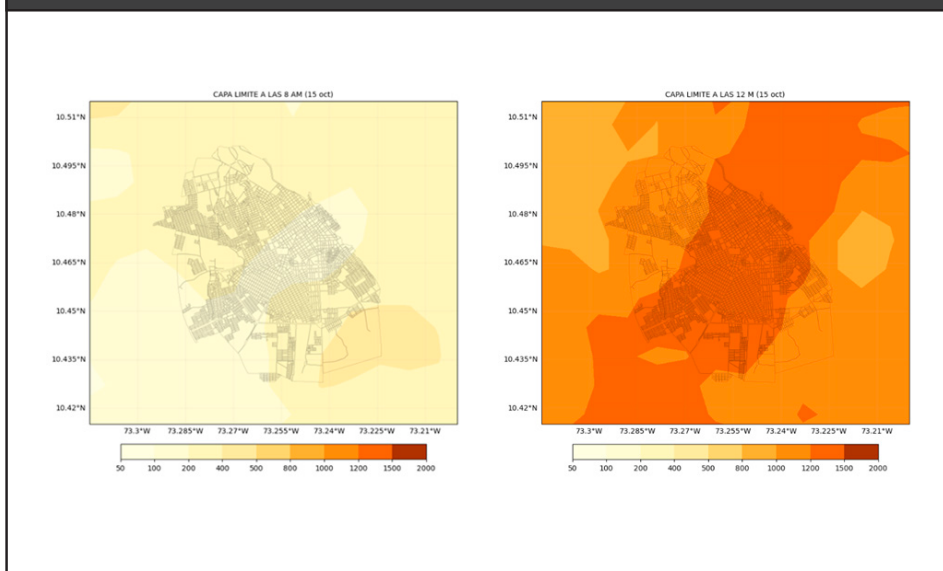 CAPA LIMITE A LAS 8 AM (15 oct)
10.51°N
10.495°N
10.48°N
10.465°N
10.45°N
10.435°N
10.42°N
73.3°W 73.285°W 73.27°W 73.255°W 73.24°W 73.225°W 73.21°W
50 100 200 400 500 800 1000 1200 1500 2000
CAPA LIMITE A LAS 12 M (15 oct)
10.51°N
10.495°N
10.48°N
10.465°N
10.45°N
10.435°N
10.42°N
73.3°W 73.285°W 73.27°W 73.255°W 73.24°W 73.225°W 73.21°W
50 100 200 400 500 800 1000 1200 1500 2000